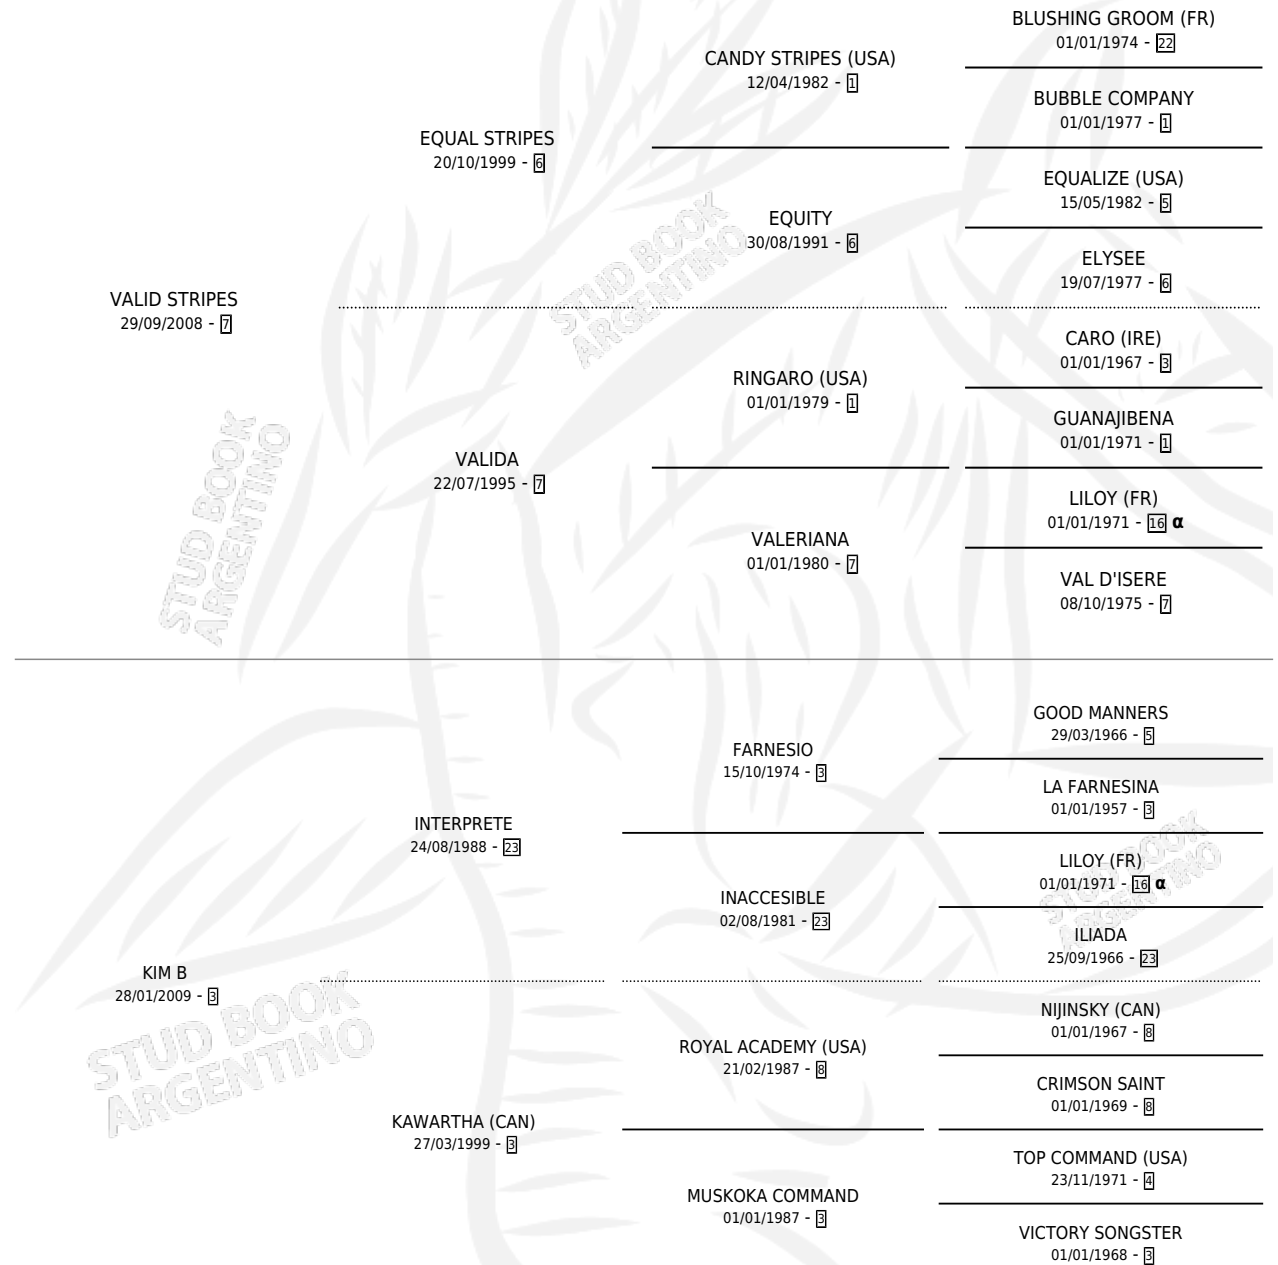 BLUSHING GROOM (FR)
01/01/1974 - 22
CANDY STRIPES (USA)
12/04/1982 - 1
BUBBLE COMPANY
01/01/1977 - 1
EQUAL STRIPES
20/10/1999 - 6
EQUALIZE (USA)
15/05/1982 - 5
EQUITY
30/08/1991 - 6
ELYSEE
19/07/1977 - 6
VALID STRIPES
29/09/2008 - 7
CARO (IRE)
01/01/1967 - 3
RINGARO (USA)
01/01/1979 - 1
GUANAJIBENA
01/01/1971 - 1
VALIDA
22/07/1995 - 7
LILOY (FR)
01/01/1971 - 16 α
VALERIANA
01/01/1980 - 7
VAL D'ISERE
08/10/1975 - 7
GOOD MANNERS
29/03/1966 - 5
FARNESIO
15/10/1974 - 3
LA FARNESINA
01/01/1957 - 3
INTERPRETE
24/08/1988 - 23
LILOY (FR)
01/01/1971 - 16 α
INACCESIBLE
02/08/1981 - 23
ILIADA
25/09/1966 - 23
KIM B
28/01/2009 - 3
NIJINSKY (CAN)
01/01/1967 - 8
ROYAL ACADEMY (USA)
21/02/1987 - 8
CRIMSON SAINT
01/01/1969 - 8
KAWARTHA (CAN)
27/03/1999 - 3
TOP COMMAND (USA)
23/11/1971 - 4
MUSKOKA COMMAND
01/01/1987 - 3
VICTORY SONGSTER
01/01/1968 - 3
STUD BOOK
ARGENTINO
STUD BOOK
ARGENTINO
STUD BOOK
ARGENTINO
STUD BOOK
ARGENTINO